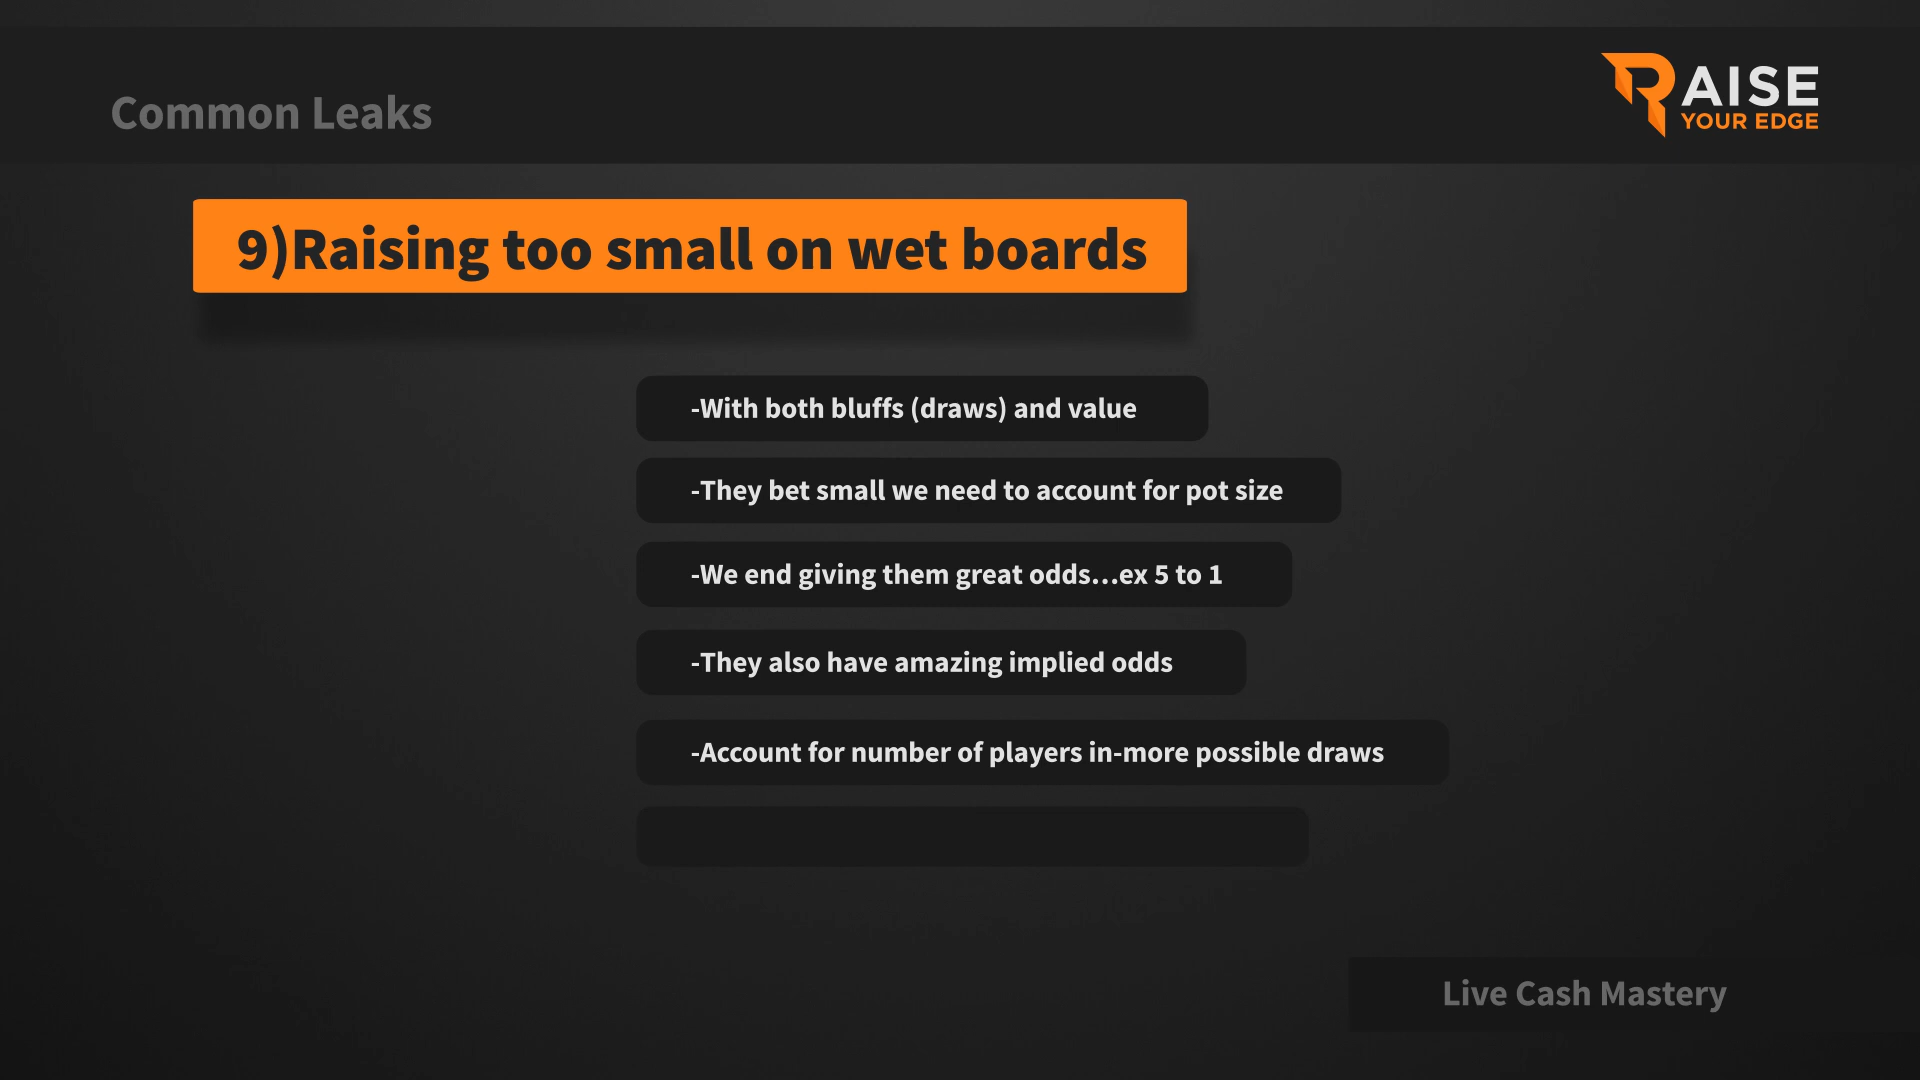 Common Leaks
RAISE
YOUR EDGE
9)Raising too small on wet boards
-With both bluffs (draws) and value
-They bet small we need to account for pot size
-We end giving them great odds...ex 5 to 1
-They also have amazing implied odds
-Account for number of players in-more possible draws
Live Cash Mastery